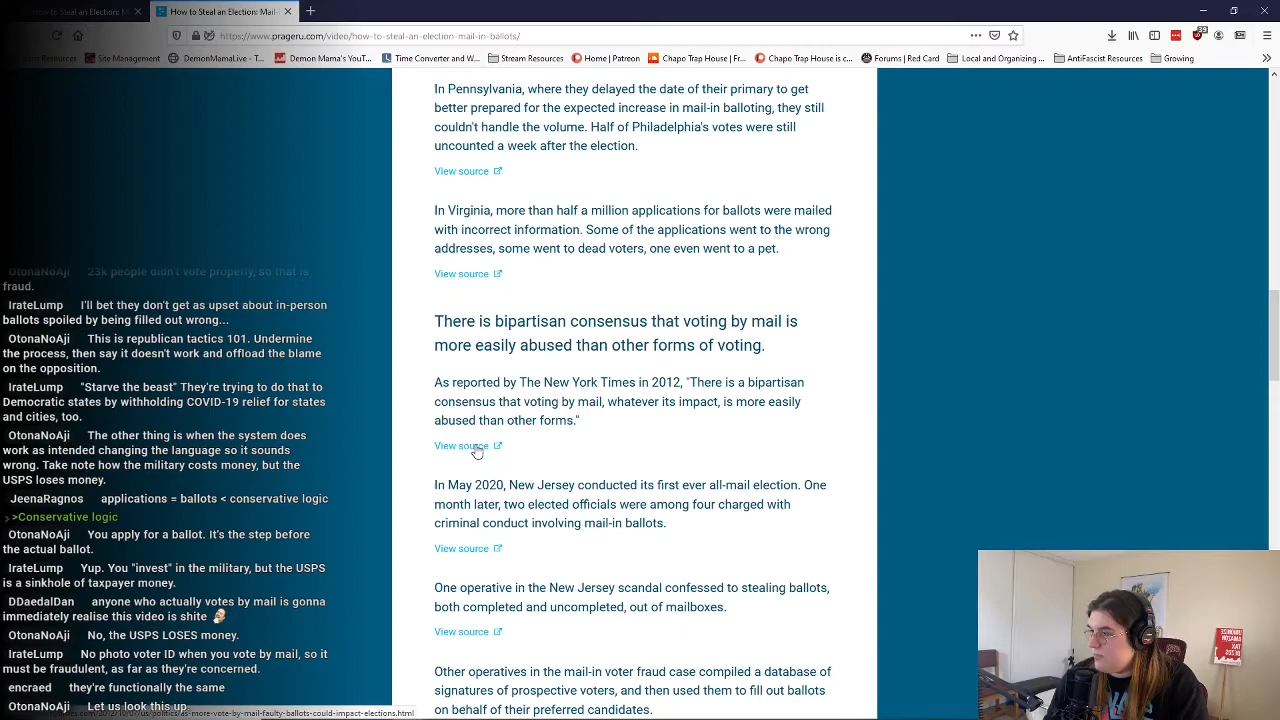 How to Steal an Election: M
How to Steal an Election: Mail-
https://www.prageru.com/video/how-to-steal-an-election-mail-in-ballots/
39
Resources
Site Management
DemonMamaLive - T...
Demon Mama's YouT...
Time Converter and W...
Stream Resources
Home | Patreon
Chapo Trap House | Fr...
Chapo Trap House is c...
Forums | Red Card
Local and Organizing ...
AntiFascist Resources
Growing
In Pennsylvania, where they delayed the date of their primary to get
better prepared for the expected increase in mail-in balloting, they still
couldn't handle the volume. Half of Philadelphia's votes were still
uncounted a week after the election.
View source
In Virginia, more than half a million applications for ballots were mailed
with incorrect information. Some of the applications went to the wrong
addresses, some went to dead voters, one even went to a pet.
View source
There is bipartisan consensus that voting by mail is
more easily abused than other forms of voting.
As reported by The New York Times in 2012, "There is a bipartisan
consensus that voting by mail, whatever its impact, is more easily
abused than other forms."
View source
In May 2020, New Jersey conducted its first ever all-mail election. One
month later, two elected officials were among four charged with
criminal conduct involving mail-in ballots.
View source
One operative in the New Jersey scandal confessed to stealing ballots,
both completed and uncompleted, out of mailboxes.
View source
Other operatives in the mail-in voter fraud case compiled a database of
signatures of prospective voters, and then used them to fill out ballots
on behalf of their preferred candidates.
OtonaNoAji 23k people didn't vote properly, so that is
fraud.
IrateLump I'll bet they don't get as upset about in-person
ballots spoiled by being filled out wrong...
OtonaNoAji This is republican tactics 101. Undermine
the process, then say it doesn't work and offload the blame
on the opposition.
IrateLump "Starve the beast" They're trying to do that to
Democratic states by withholding COVID-19 relief for states
and cities, too.
OtonaNoAji The other thing is when the system does
work as intended changing the language so it sounds
wrong. Take note how the military costs money, but the
USPS loses money.
JeenaRagnos applications = ballots < conservative logic
>Conservative logic
OtonaNoAji You apply for a ballot. It's the step before
the actual ballot.
IrateLump Yup. You "invest" in the military, but the USPS
is a sinkhole of taxpayer money.
DDaedalDan anyone who actually votes by mail is gonna
immediately realise this video is shite
OtonaNoAji No, the USPS LOSES money.
IrateLump No photo voter ID when you vote by mail, so it
must be fraudulent, as far as they're concerned.
encraed they're functionally the same
OtonaNoAji Let us look this up.
/us/politics/as-more-vote-by-mail-faulty-ballots-could-impact-elections.html